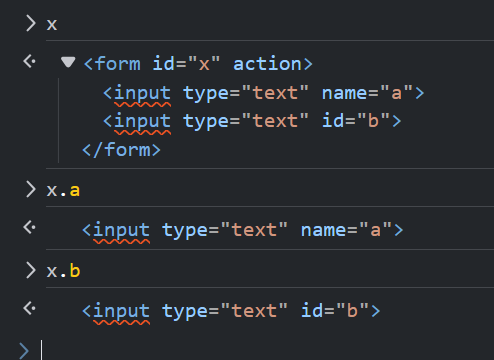 x
<form id="x" action>
<input type="text" name="a">
<input type="text" id="b">
</form>
x.a
<input type="text" name="a">
x.b
<input type="text" id="b">